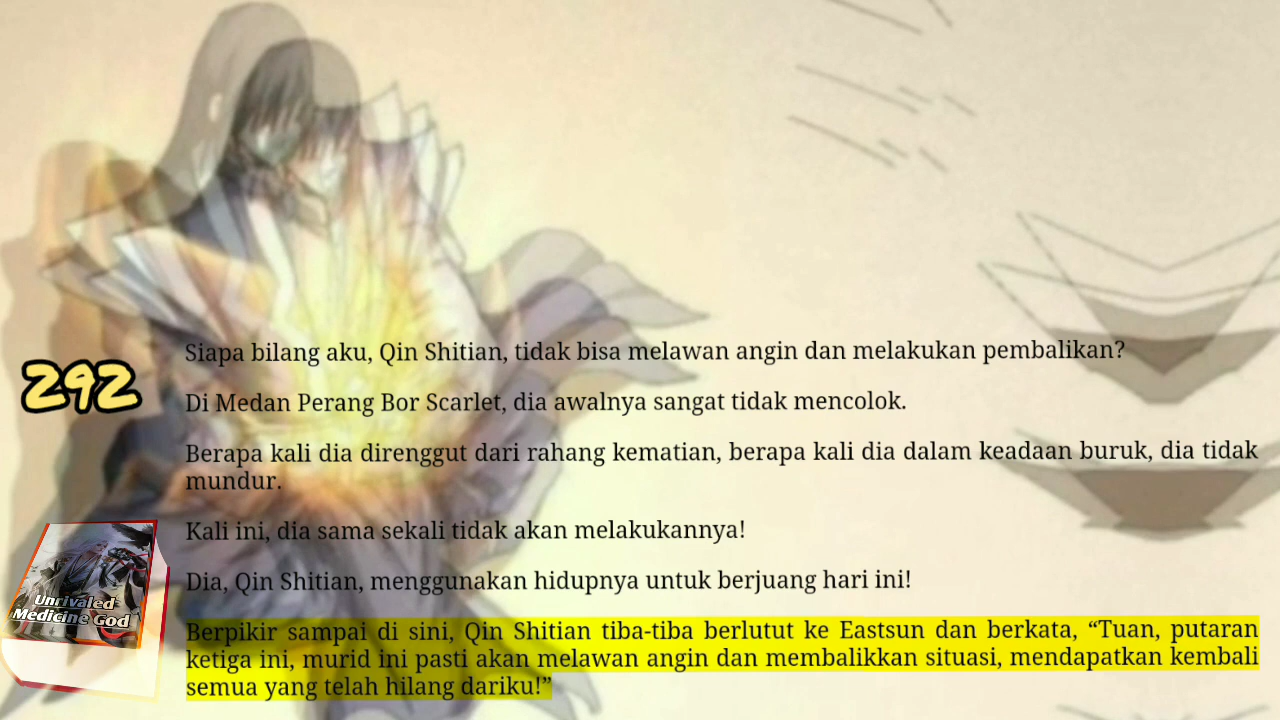 Siapa bilang aku, Qin Shitian, tidak bisa melawan angin dan melakukan pembalikan?
292
Di Medan Perang Bor Scarlet, dia awalnya sangat tidak mencolok.
Berapa kali dia direnggut dari rahang kematian, berapa kali dia dalam keadaan buruk, dia tidak
mundur.
Kali ini, dia sama sekali tidak akan melakukannya!
Dia, Qin Shitian, menggunakan hidupnya untuk berjuang hari ini!
Unrivaled
Medicine God
Berpikir sampai di sini, Qin Shitian tiba-tiba berlutut ke Eastsun dan berkata, “Tuan, putaran
ketiga ini, murid ini pasti akan melawan angin dan membalikkan situasi, mendapatkan kembali
semua yang telah hilang dariku!”